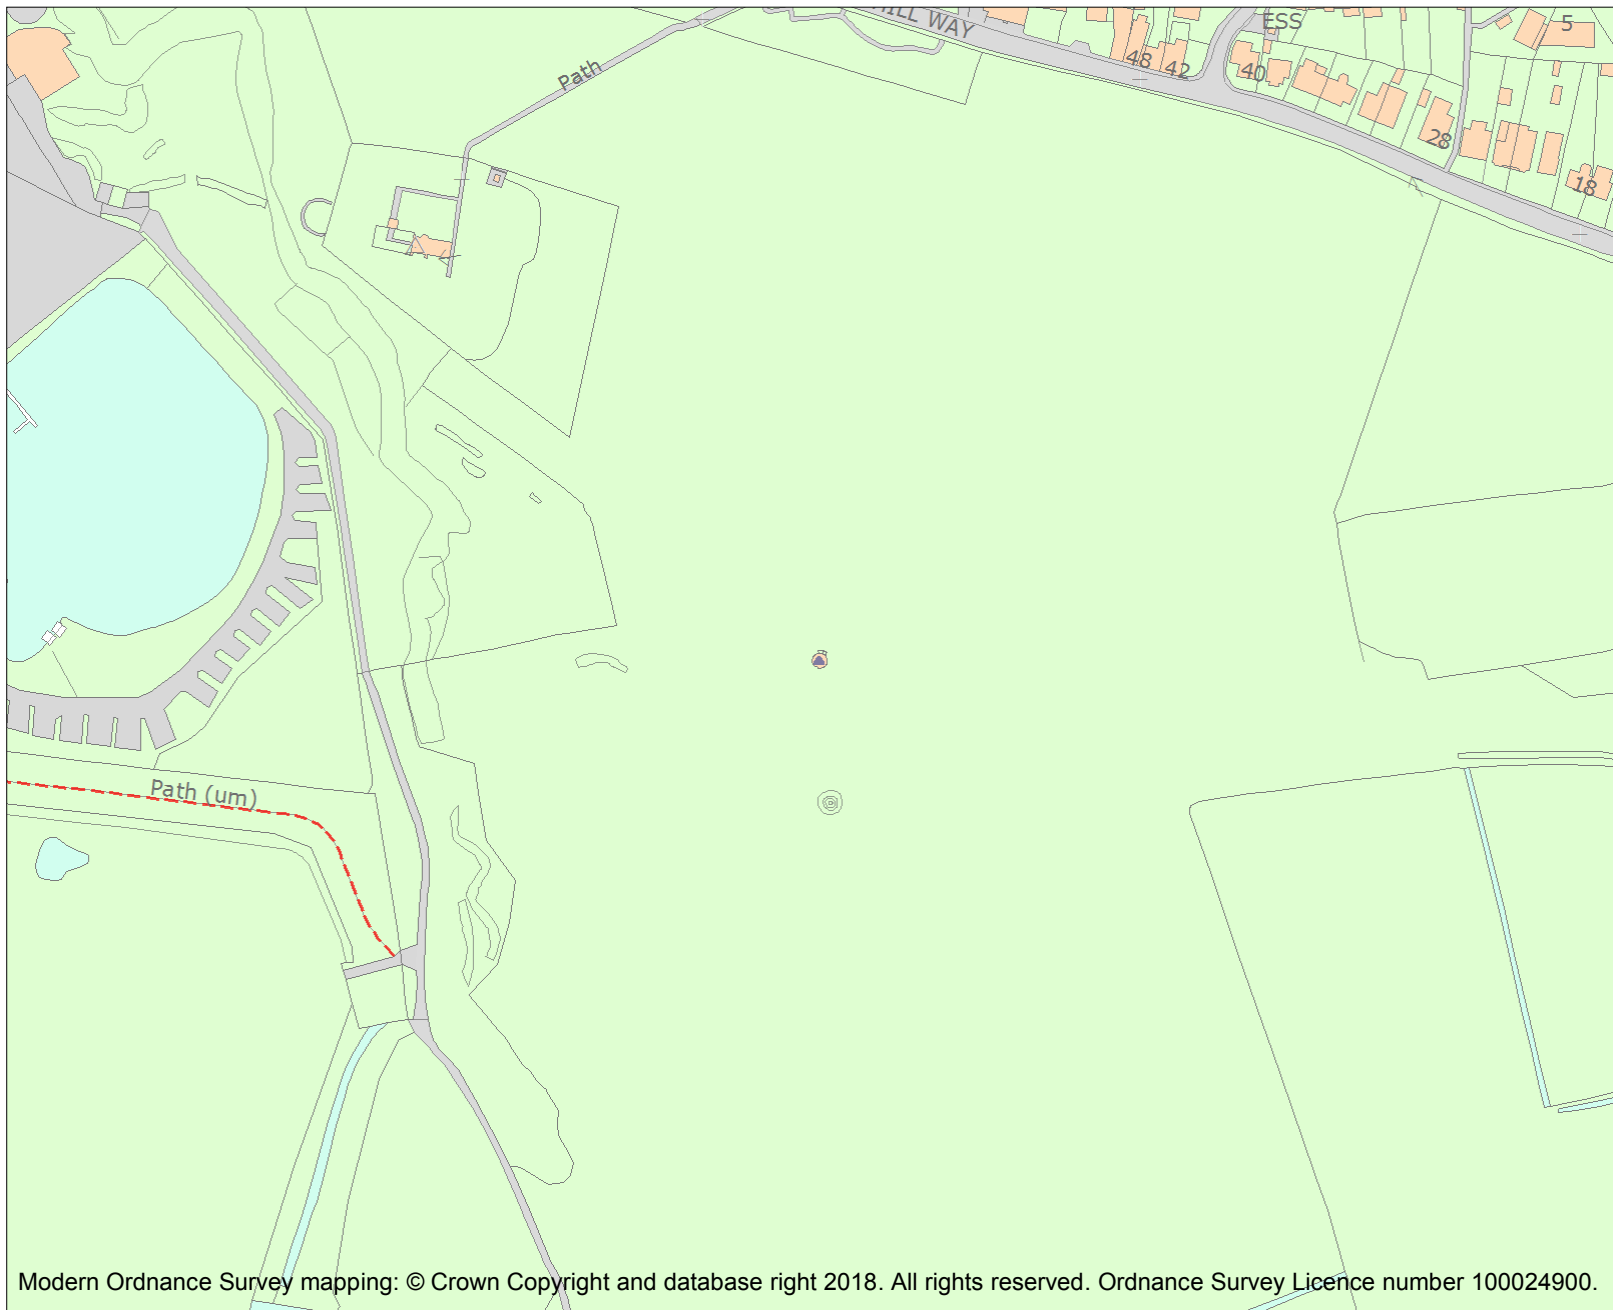 HILL WAY
ESS
5
48
42
40
Path
28
18
Path (um)
Modern Ordnance Survey mapping: © Crown Copyright and database right 2018. All rights reserved. Ordnance Survey Licence number 100024900.